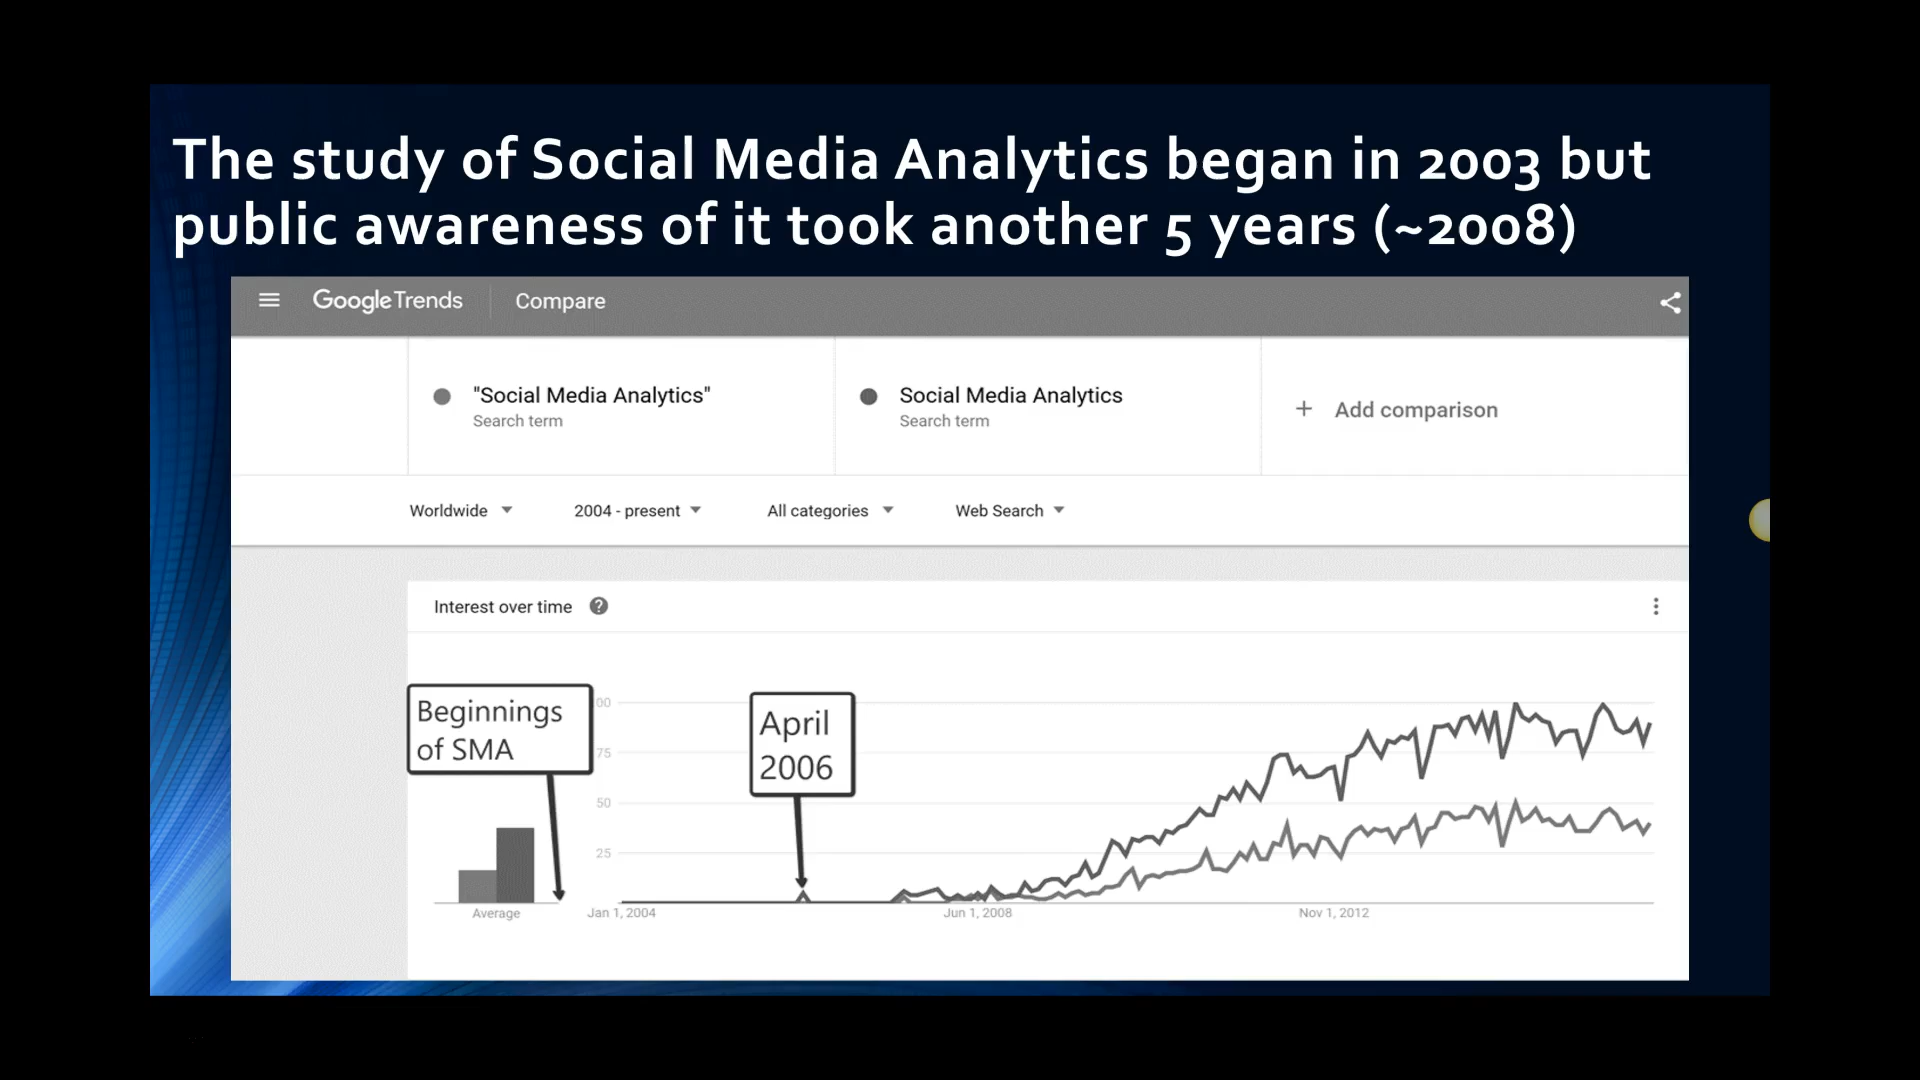 The study of Social Media Analytics began in 2003 but
public awareness of it took another 5 years (~2008)
Google Trends Compare
"Social Media Analytics"
Search term
Social Media Analytics
Search term
+ Add comparison
Worldwide
2004 - present
All categories
Web Search
Interest over time ?
Beginnings
of SMA
April
2006
00
75
50
25
Average
Jan 1, 2004
Jun 1, 2008
Nov 1, 2012